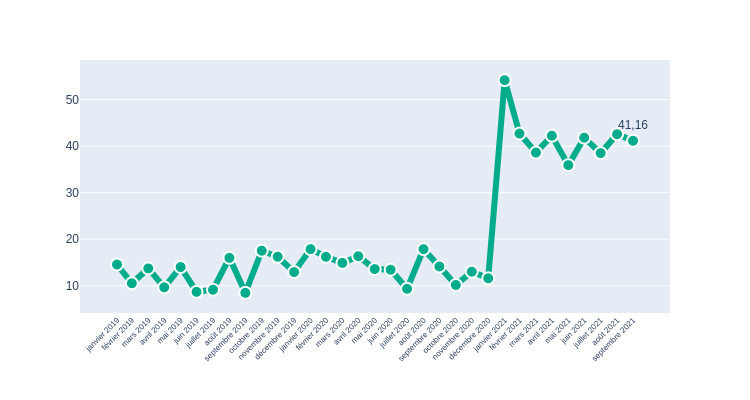 50
40
30
20
10
41,16
janvier 2019
février 2019
mars 2019
avril 2019
mai 2019
juin 2019
juillet 2019
août 2019
septembre 2019
octobre 2019
novembre 2019
décembre 2019
janvier 2020
février 2020
mars 2020
avril 2020
mai 2020
juin 2020
juillet 2020
août 2020
septembre 2020
octobre 2020
novembre 2020
décembre 2020
janvier 2021
février 2021
mars 2021
avril 2021
mai 2021
juin 2021
juillet 2021
août 2021
septembre 2021